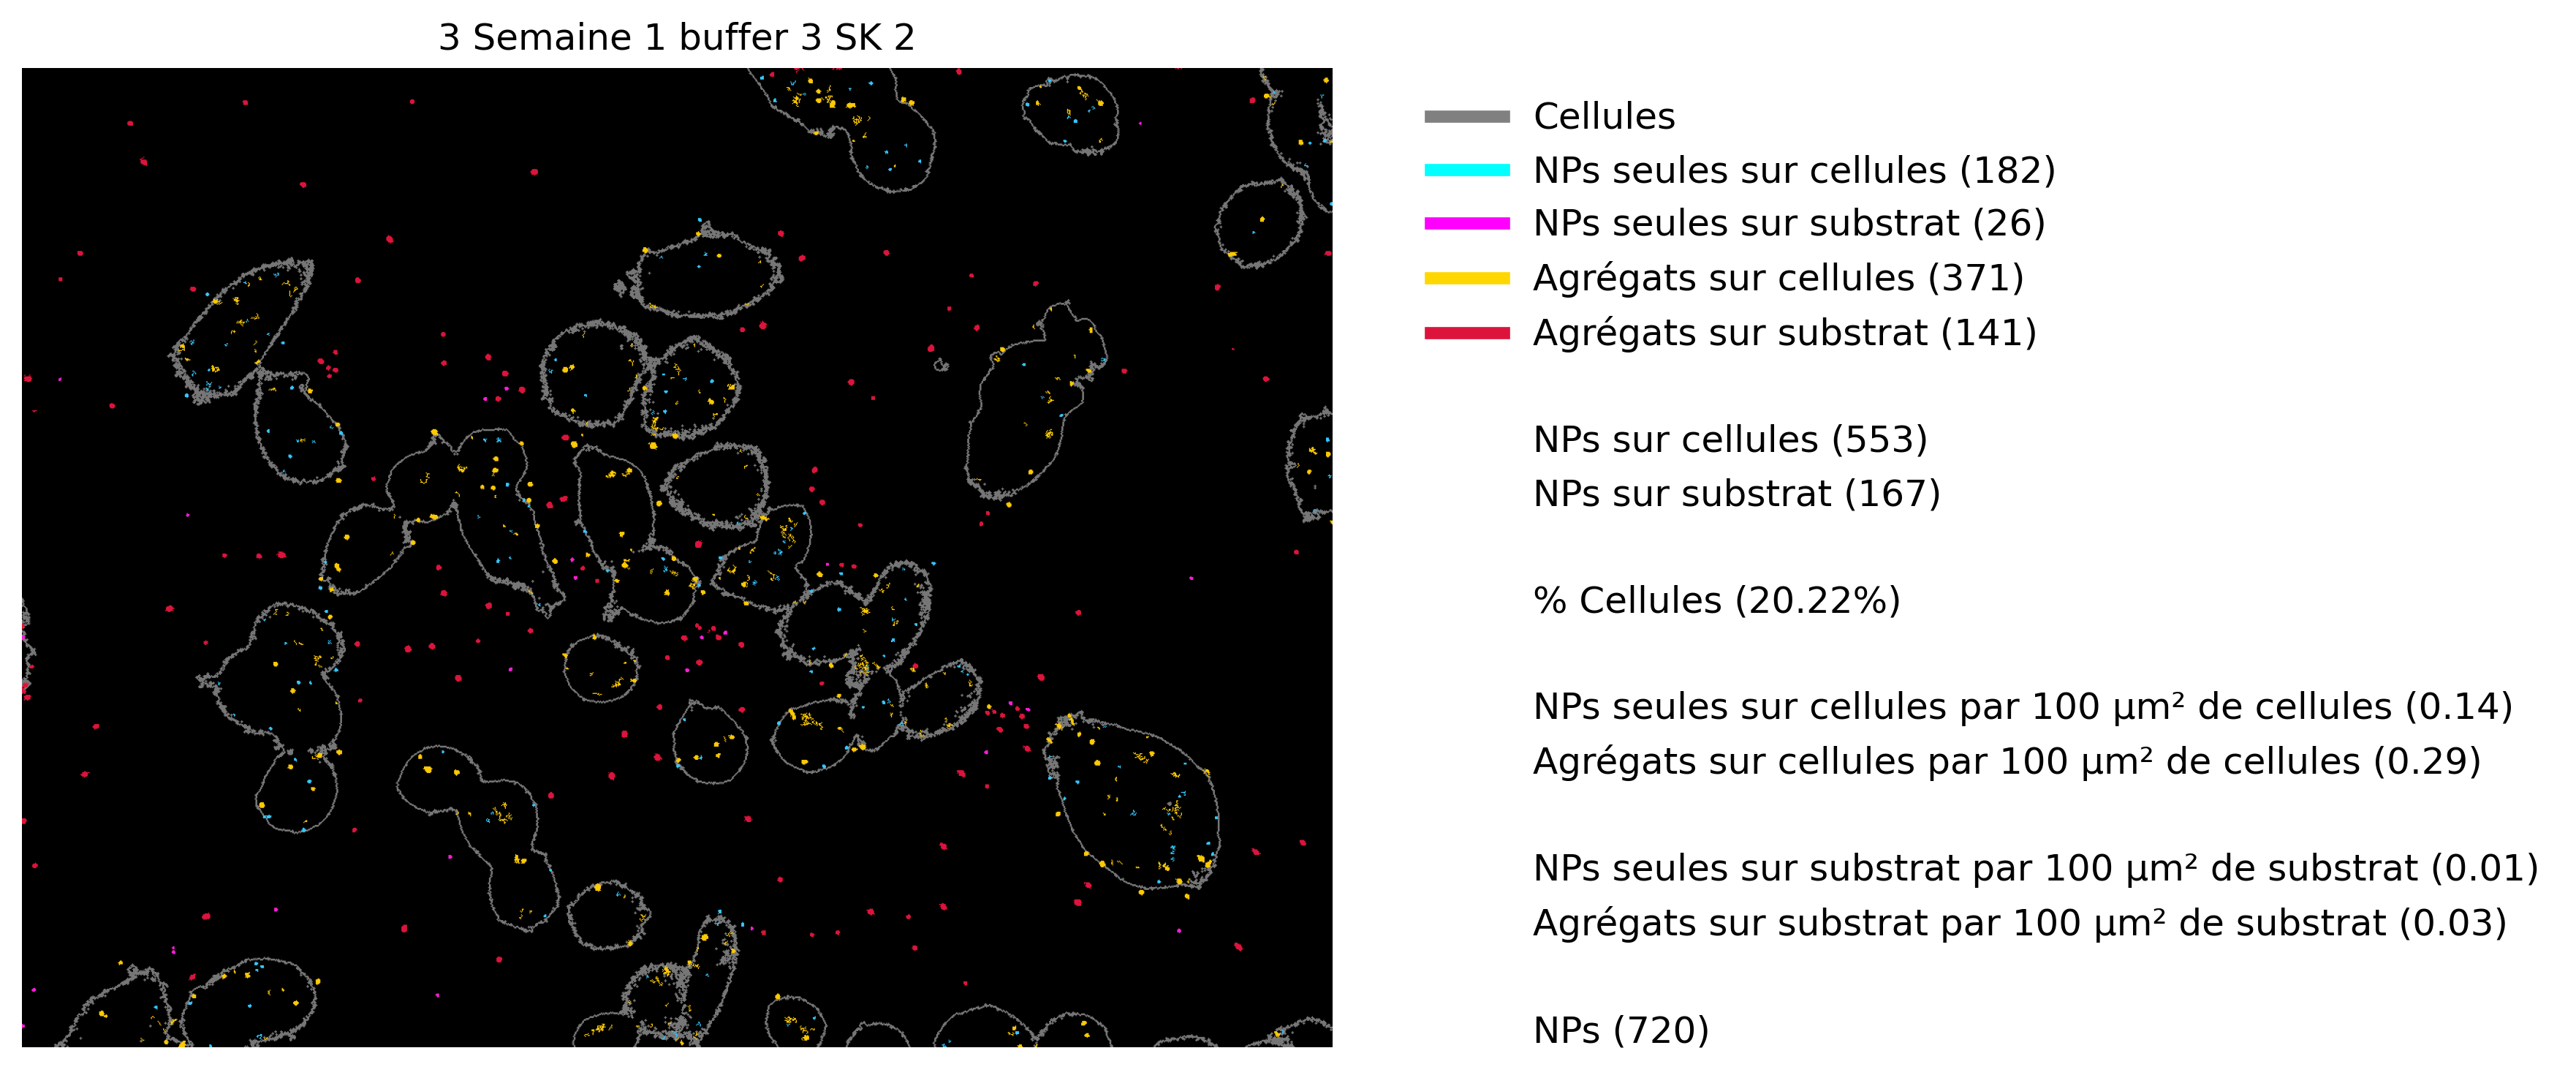 3 Semaine 1 buffer 3 SK 2
Cellules
NPs seules sur cellules (182)
NPs seules sur substrat (26)
Agrégats sur cellules (371)
Agrégats sur substrat (141)
NPs sur cellules (553)
NPs sur substrat (167)
% Cellules (20.22%)
NPs seules sur cellules par 100 µm² de cellules (0.14)
Agrégats sur cellules par 100 µm² de cellules (0.29)
NPs seules sur substrat par 100 µm² de substrat (0.01)
Agrégats sur substrat par 100 µm² de substrat (0.03)
NPs (720)